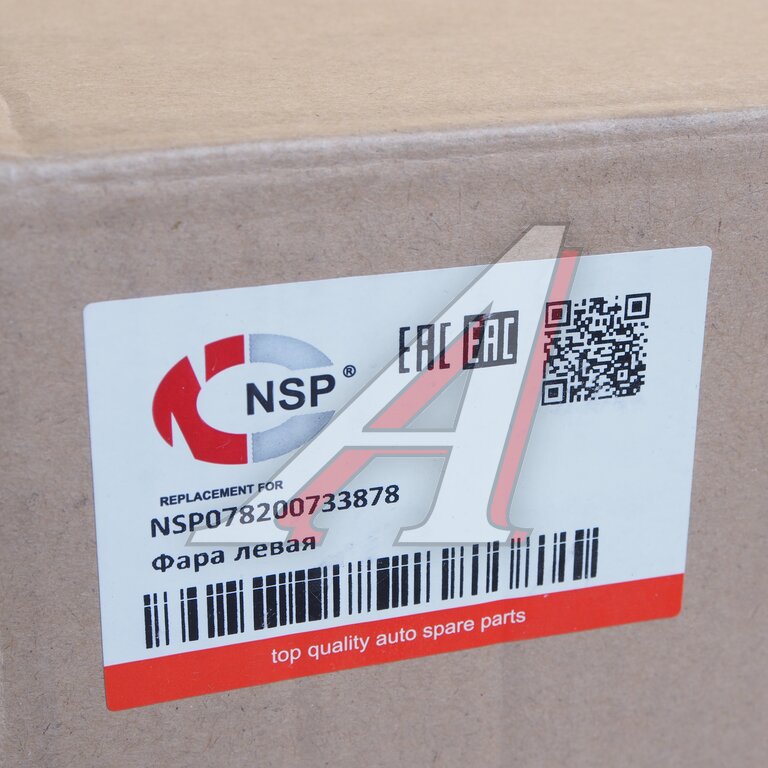 NSP®
EAC EAC
REPLACEMENT FOR
NSP078200733878
Фара левая
top quality auto spare parts